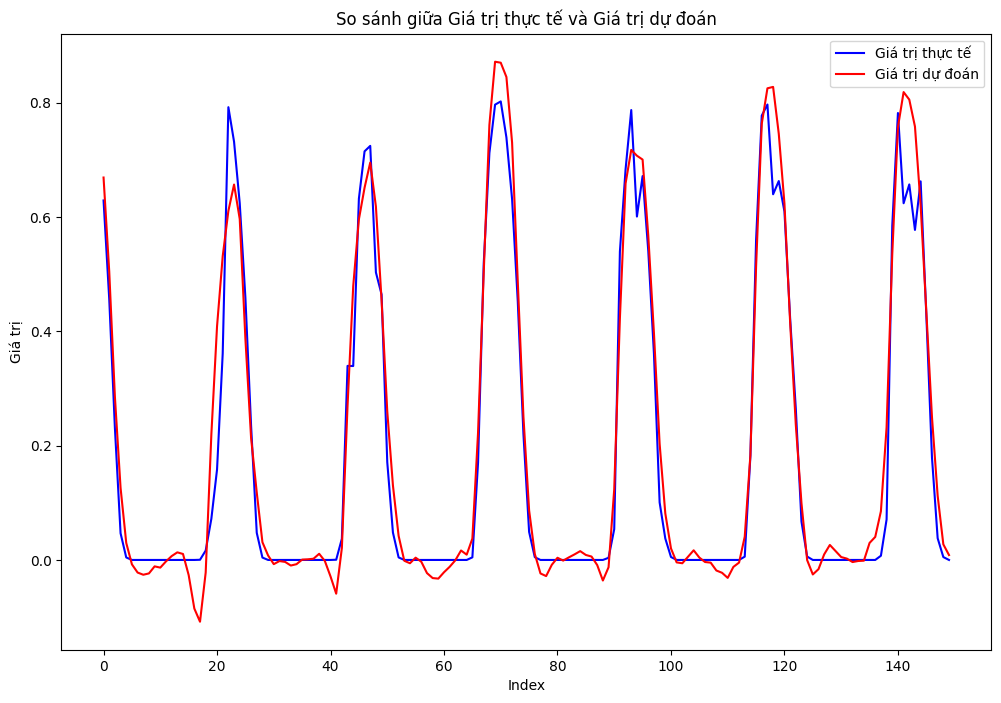 So sánh giữa Giá trị thực tế và Giá trị dự đoán
Giá trị thực tế
Giá trị dự đoán
Giá trị
0.8
0.6
0.4
0.2
0.0
0 20 40 60 80 100 120 140
Index